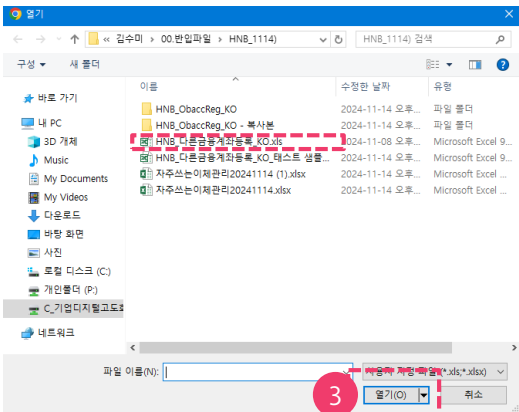 열기
« 김수미 › 00.반입파일 › HNB_1114)
HNB_1114) 검색
구성 새 폴더
이름 수정한 날짜 유형
바로 가기
내 PC
3D 개체
Music
My Documents
My Videos
다운로드
바탕 화면
사진
로컬 디스크 (C:)
개인폴더 (P:)
C_기업디지털고도화
네트워크
HNB_ObaccReg_KO 2024-11-14 오후... 파일 폴더
HNB_ObaccReg_KO - 복사본 2024-11-14 오후... 파일 폴더
HNB_다른금융계좌등록_KO.xls 2024-11-08 오후... Microsoft Excel 9...
HNB_다른금융계좌등록_KO_태스트 샘플... 2024-11-14 오후... Microsoft Excel 9...
자주쓰는이체관리20241114 (1).xlsx 2024-11-14 오후... Microsoft Excel ...
자주쓰는이체관리20241114.xlsx 2024-11-14 오후... Microsoft Excel ...
파일 이름(N):
사용자 지정 파일 (*.xls;*.xlsx)
3
열기(O) 취소